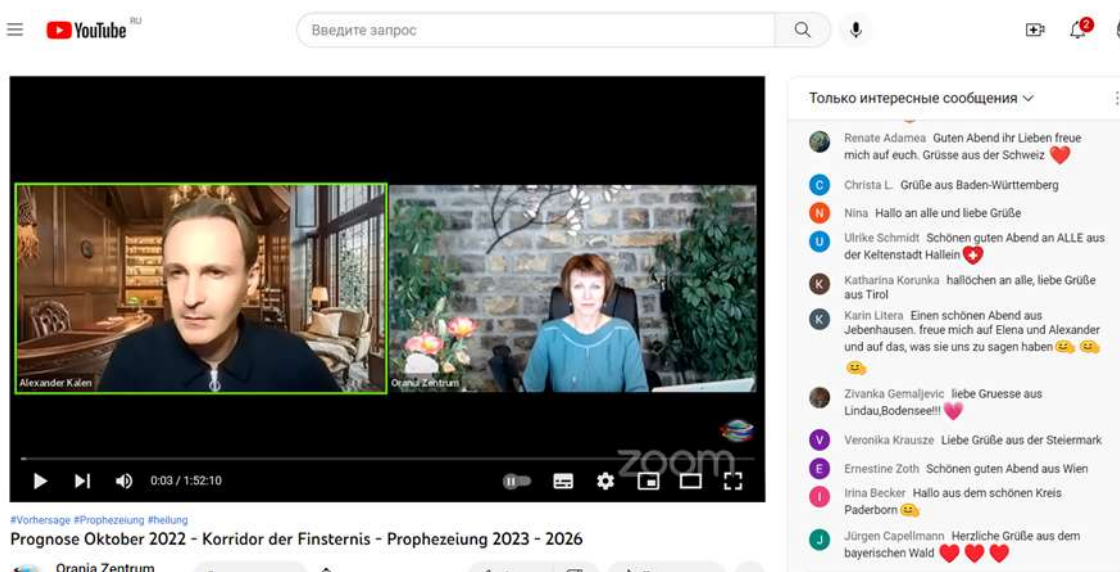 YouTube RU
Введите запрос
2
Только интересные сообщения
Renate Adamea Guten Abend ihr Lieben freue
mich auf euch. Grüsse aus der Schweiz
C Christa L. Grüße aus Baden-Württemberg
N Nina Hallo an alle und liebe Grüße
U Ulrike Schmidt Schönen guten Abend an ALLE aus
der Keltenstadt Hallein
K Katharina Korunka hallöchen an alle, liebe Grüße
aus Tirol
K Karin Litera Einen schönen Abend aus
Jebenhausen. freue mich auf Elena und Alexander
und auf das, was sie uns zu sagen haben
Zivanka Gemaljevic liebe Gruesse aus
Lindau,Bodensee!!!
V Veronika Krausze Liebe Grüße aus der Steiermark
E Ernestine Zoth Schönen guten Abend aus Wien
I Irina Becker Hallo aus dem schönen Kreis
Paderborn
J Jürgen Capellmann Herzliche Grüße aus dem
bayerischen Wald
Alexander Kalen
Orania Zentrum
zoom
0:03 / 1:52:10
#Vorhersage #Prophezeiung #heilung
Prognose Oktober 2022 - Korridor der Finsternis - Prophezeiung 2023 - 2026
Orania Zentrum